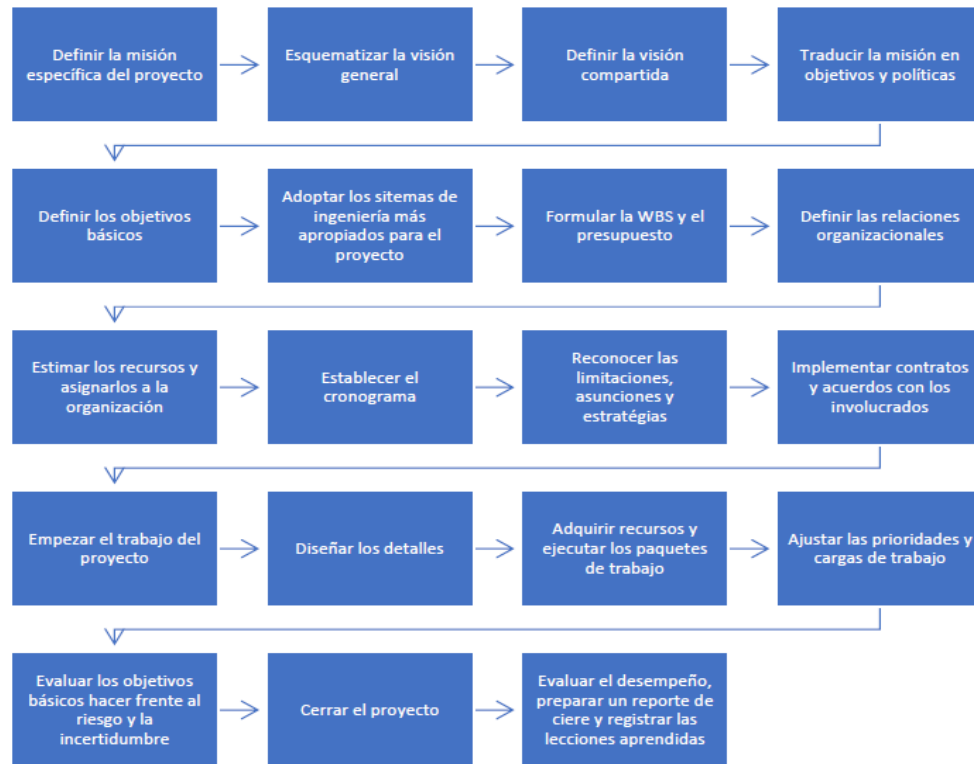 Definir la misión
específica del proyecto
Esquematizar la visión
general
Definir la visión
compartida
Traducir la misión en
objetivos y políticas
Definir los objetivos
básicos
Adoptar los sitemas de
ingeniería más
apropiados para el
proyecto
Formular la WBS y el
presupuesto
Definir las relaciones
organizacionales
Estimar los recursos y
asignarlos a la
organización
Establecer el
cronograma
Reconocer las
limitaciones,
asunciones y
estratégias
Implementar contratos
y acuerdos con los
involucrados
Empezar el trabajo del
proyecto
Diseñar los detalles
Adquirir recursos y
ejecutar los paquetes
de trabajo
Ajustar las prioridades y
cargas de trabajo
Evaluar los objetivos
básicos hacer frente al
riesgo y la
incertidumbre
Cerrar el proyecto
Evaluar el desempeño,
preparar un reporte de
ciere y registrar las
lecciones aprendidas